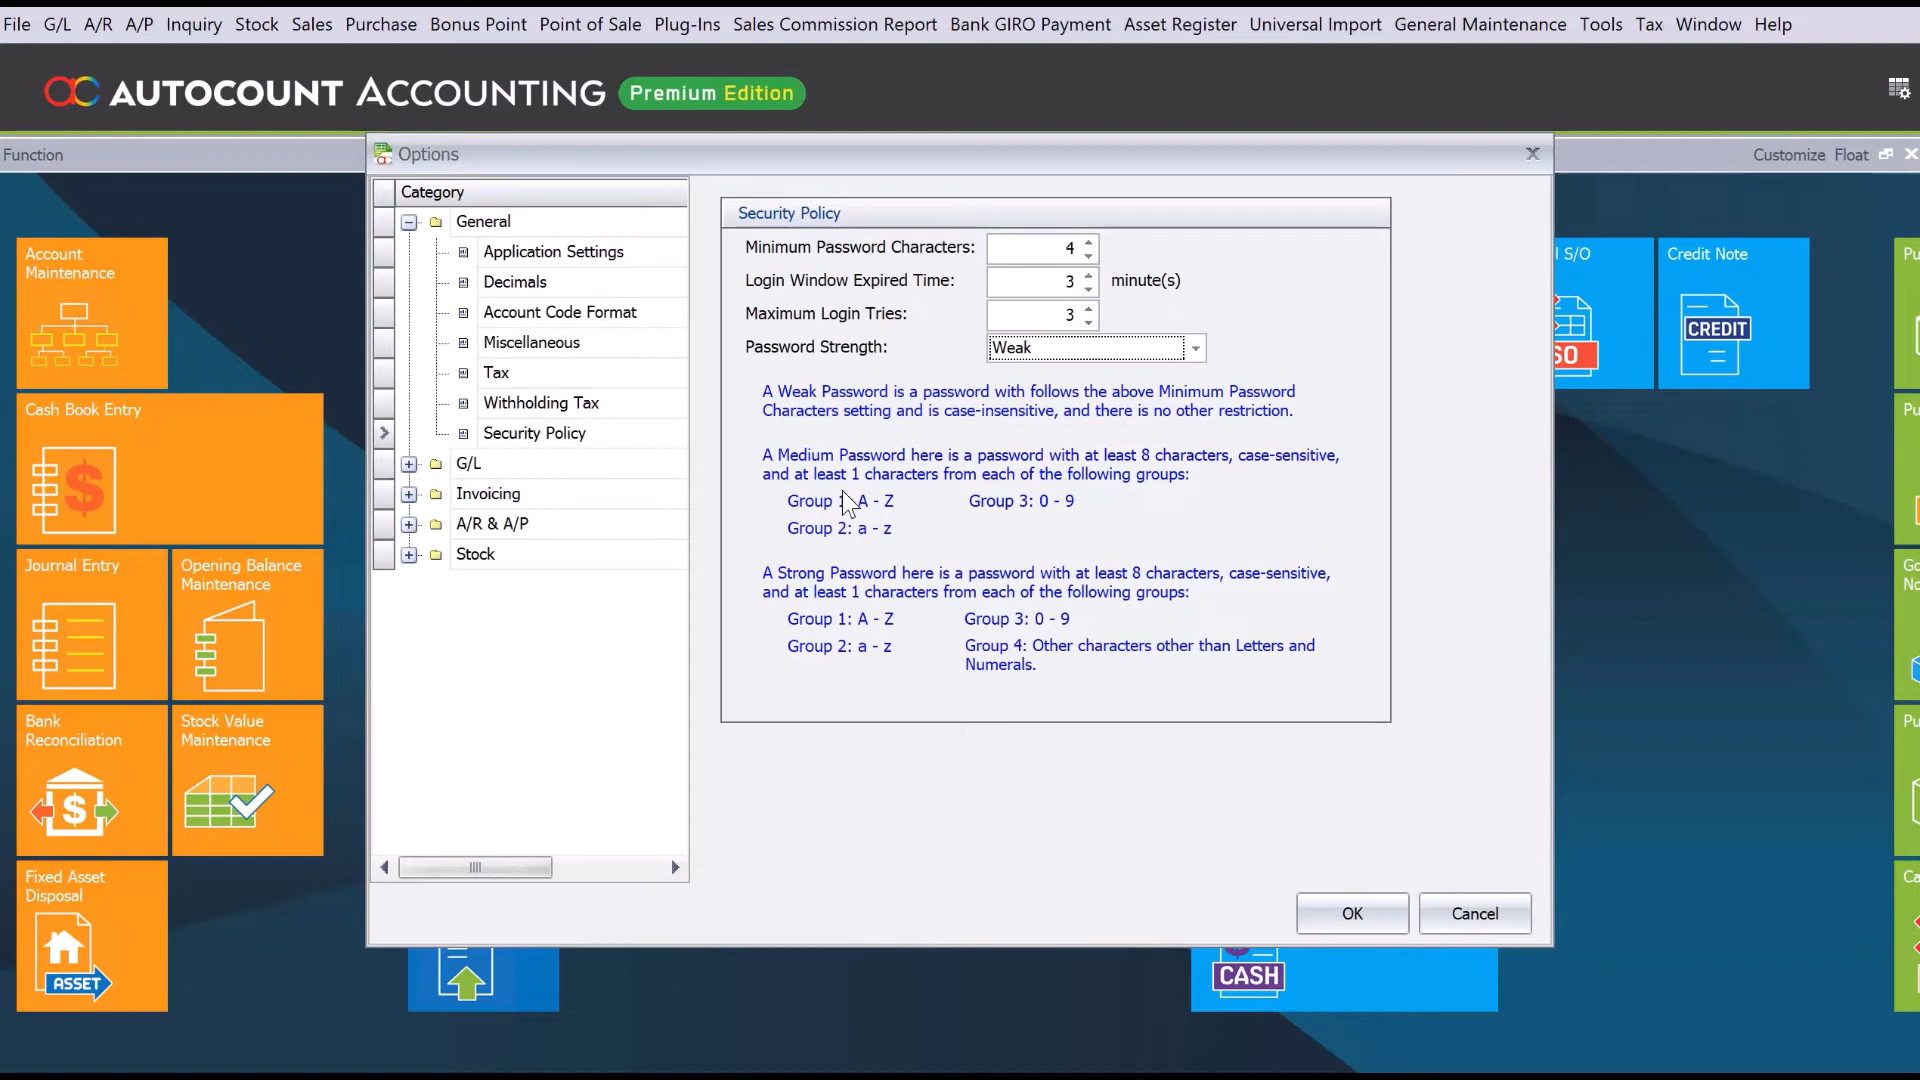 File G/L A/R A/P Inquiry Stock Sales Purchase Bonus Point Point of Sale Plug-Ins Sales Commission Report Bank GIRO Payment Asset Register Universal Import General Maintenance Tools Tax Window Help
AUTOCOUNT ACCOUNTING Premium Edition
Function
Customize Float
Options
Category
General
Application Settings
Decimals
Account Code Format
Miscellaneous
Tax
Withholding Tax
Security Policy
G/L
Invoicing
A/R & A/P
Stock
Security Policy
Minimum Password Characters: 4
Login Window Expired Time: 3 minute(s)
Maximum Login Tries: 3
Password Strength: Weak
A Weak Password is a password with follows the above Minimum Password
Characters setting and is case-insensitive, and there is no other restriction.
A Medium Password here is a password with at least 8 characters, case-sensitive,
and at least 1 characters from each of the following groups:
Group 1: A - Z Group 3: 0 - 9
Group 2: a - z
A Strong Password here is a password with at least 8 characters, case-sensitive,
and at least 1 characters from each of the following groups:
Group 1: A - Z Group 3: 0 - 9
Group 2: a - z Group 4: Other characters other than Letters and
Numerals.
OK Cancel
Account
Maintenance
Cash Book Entry
Journal Entry
Opening Balance
Maintenance
Bank
Reconciliation
Stock Value
Maintenance
Fixed Asset
Disposal
ASSET
l S/O
SO
Credit Note
CREDIT
CASH
Pu
Pu
Go
No
Pu
Ca